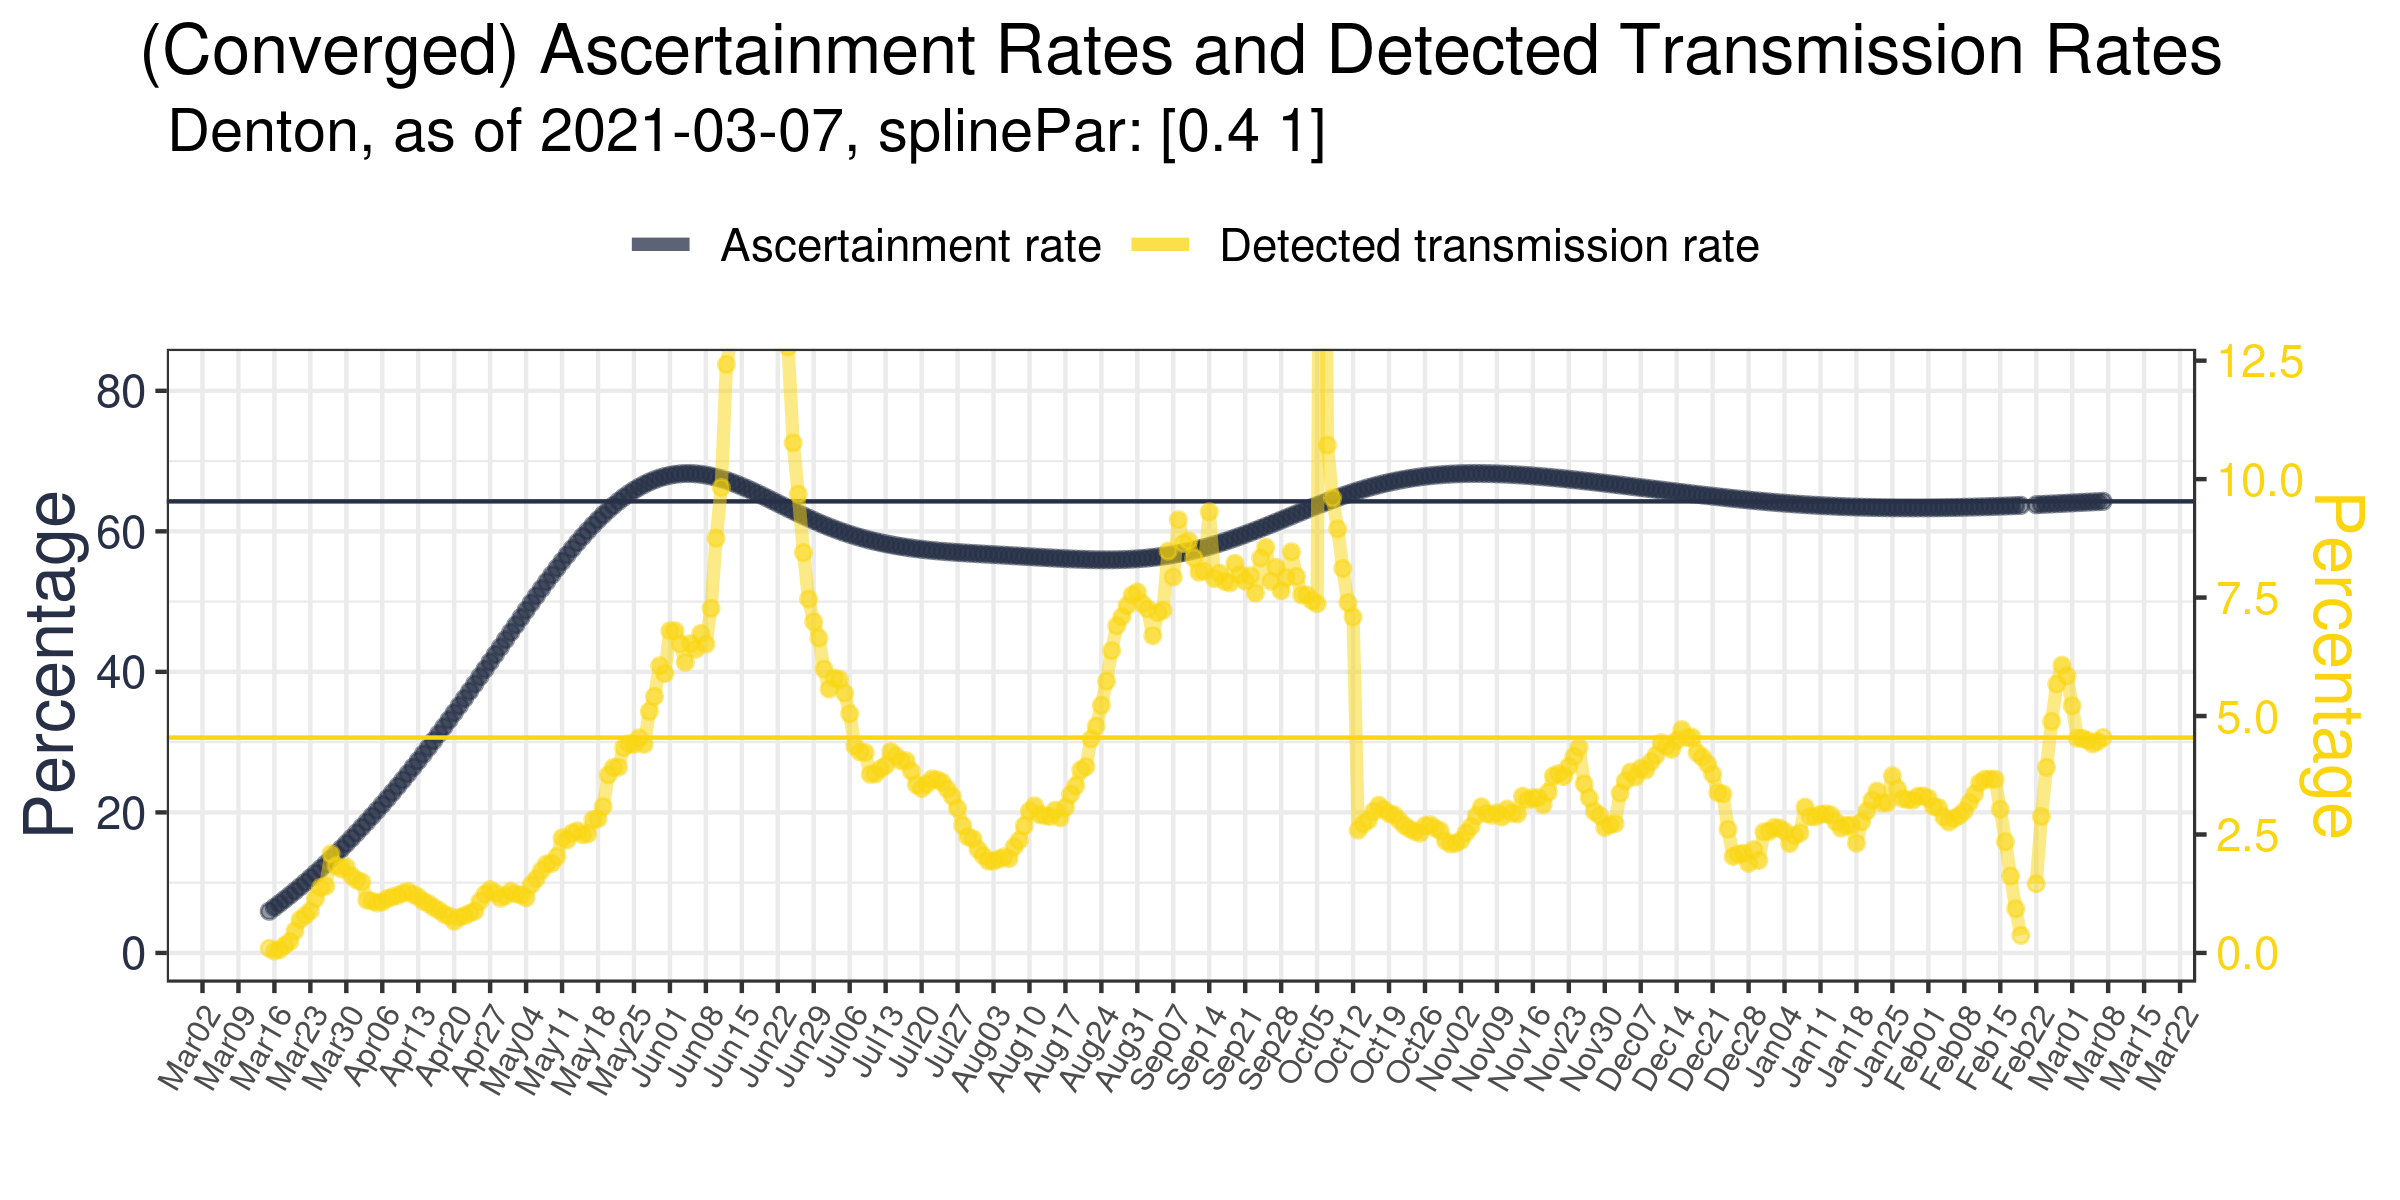 (Converged) Ascertainment Rates and Detected Transmission Rates
Denton, as of 2021-03-07, splinePar: [0.4 1]
Ascertainment rate Detected transmission rate
Percentage
80
60
40
20
0
12.5
10.0
7.5
5.0
2.5
0.0
Percentage
Mar02 Mar09 Mar16 Mar23 Mar30 Apr06 Apr13 Apr20 Apr27 May04 May11 May18 May25 Jun01 Jun08 Jun15 Jun22 Jun29 Jul06 Jul13 Jul20 Jul27 Aug03 Aug10 Aug17 Aug24 Aug31 Sep07 Sep14 Sep21 Sep28 Oct05 Oct12 Oct19 Oct26 Nov02 Nov09 Nov16 Nov23 Nov30 Dec07 Dec14 Dec21 Dec28 Jan04 Jan11 Jan18 Jan25 Feb01 Feb08 Feb15 Feb22 Mar01 Mar08 Mar15 Mar22